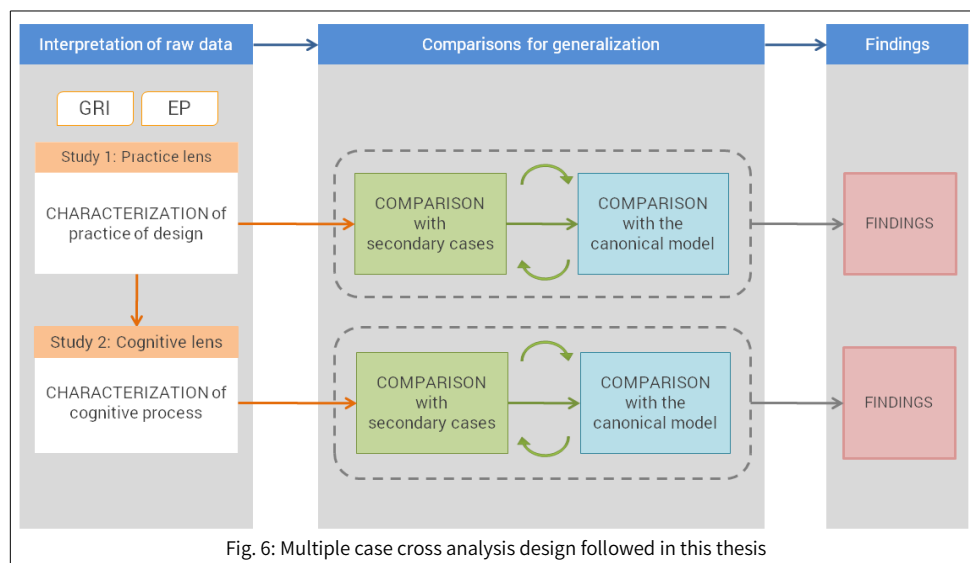 Interpretation of raw data
Comparisons for generalization
Findings
GRI
EP
Study 1: Practice lens
CHARACTERIZATION of
practice of design
COMPARISON
with
secondary cases
COMPARISON
with the
canonical model
FINDINGS
Study 2: Cognitive lens
CHARACTERIZATION of
cognitive process
COMPARISON
with
secondary cases
COMPARISON
with the
canonical model
FINDINGS
Fig. 6: Multiple case cross analysis design followed in this thesis